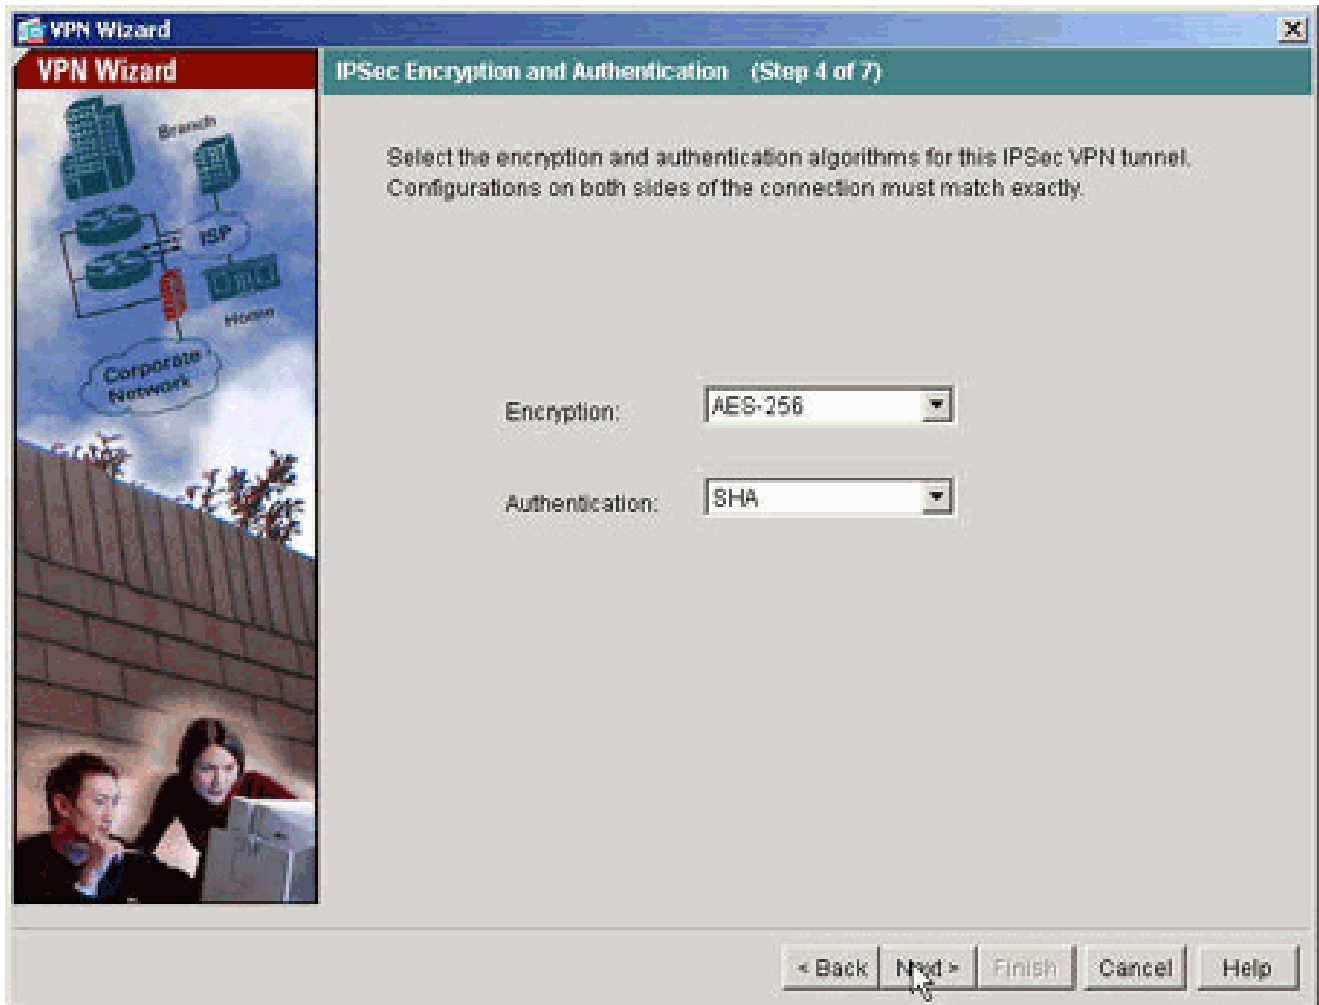 VPN Wizard
VPN Wizard
IPSec Encryption and Authentication (Step 4 of 7)
Branch
ISP
Home
Corporate
Network
Select the encryption and authentication algorithms for this IPSec VPN tunnel.
Configurations on both sides of the connection must match exactly.
Encryption:
AES-256
Authentication:
SHA
< Back
Next >
Finish
Cancel
Help